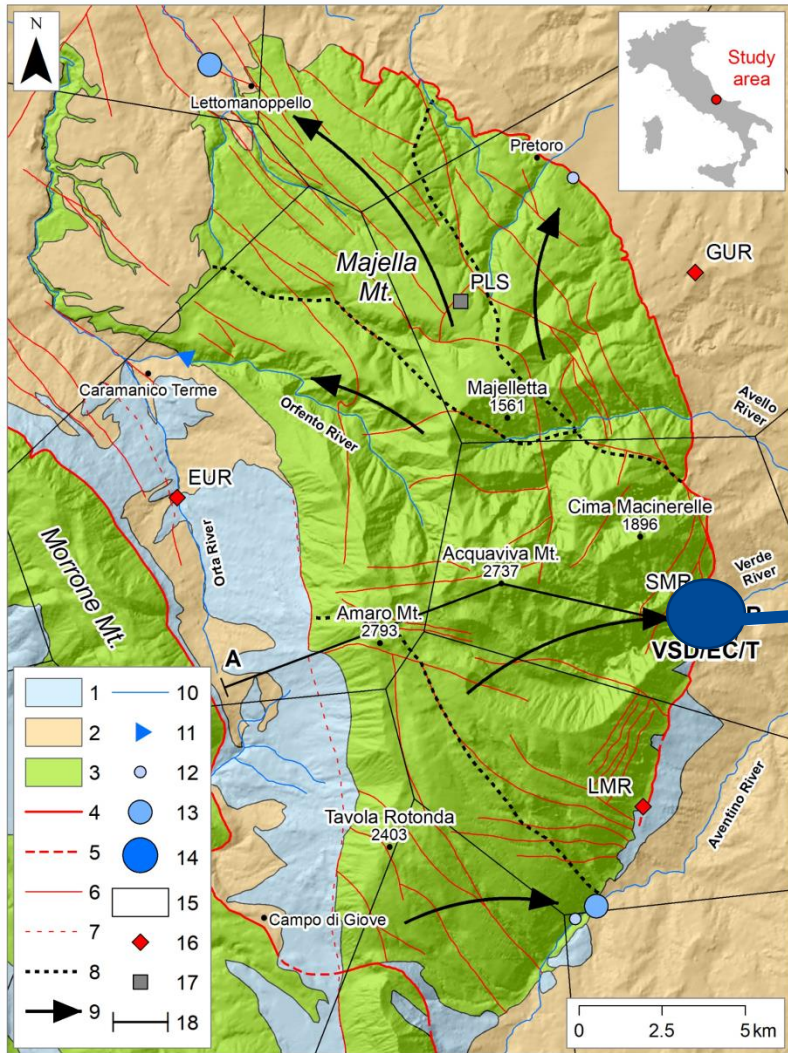 N
Study
area
Lettomanoppello
Pretoro
GUR
Majella
Mt.
PLS
Caramanico Terme
Majelletta
1561
Orfento River
Avello
River
EUR
Cima Macinerelle
1896
Orta River
Acquaviva Mt.
2737
Verde
River
Morrone Mt.
SMR
Amaro Mt.
2793
A
VSD/EC/T
1 10
2 11
3 12
4 13
5 14
6 15
7 16
8 17
9 18
LMR
Aventino River
Tavola Rotonda
2403
Campo di Giove
0 2.5 5 km